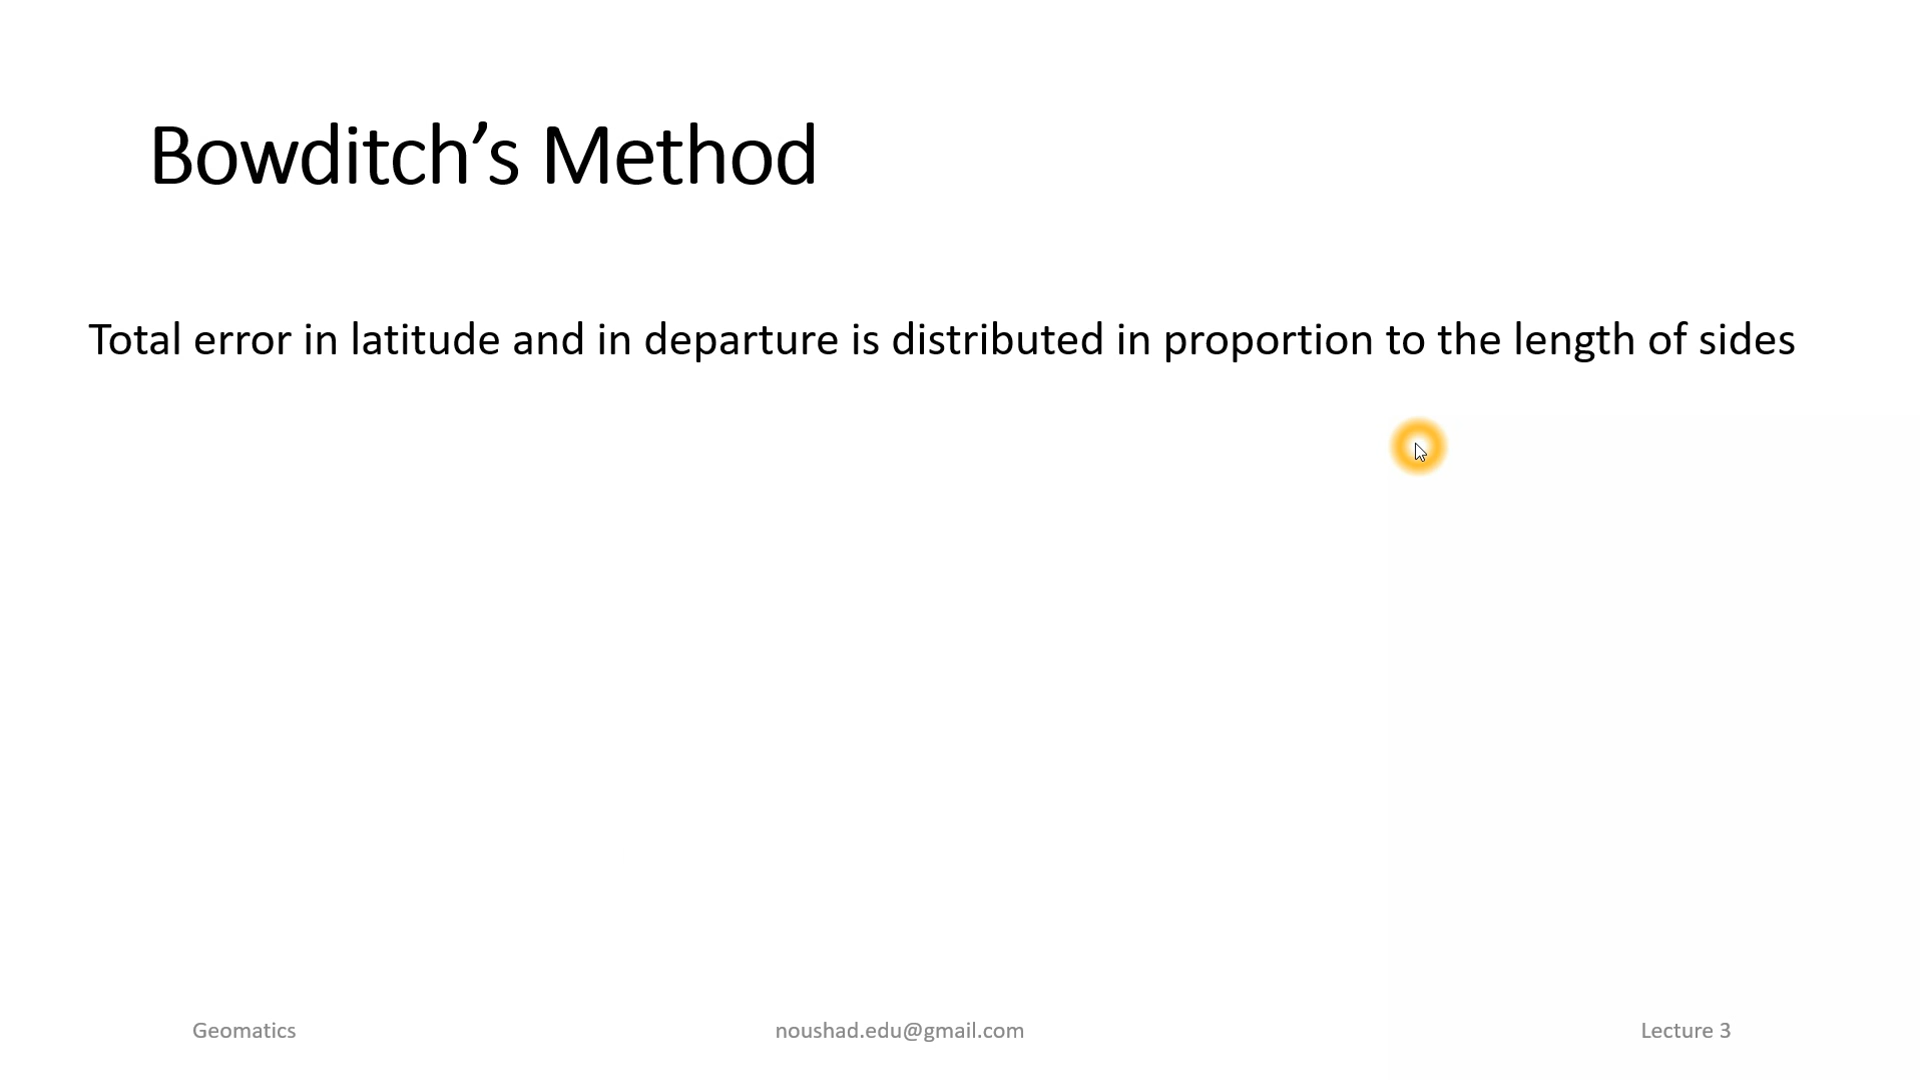 Bowditch’s Method
Total error in latitude and in departure is distributed in proportion to the length of sides
Geomatics
noushad.edu@gmail.com
Lecture 3